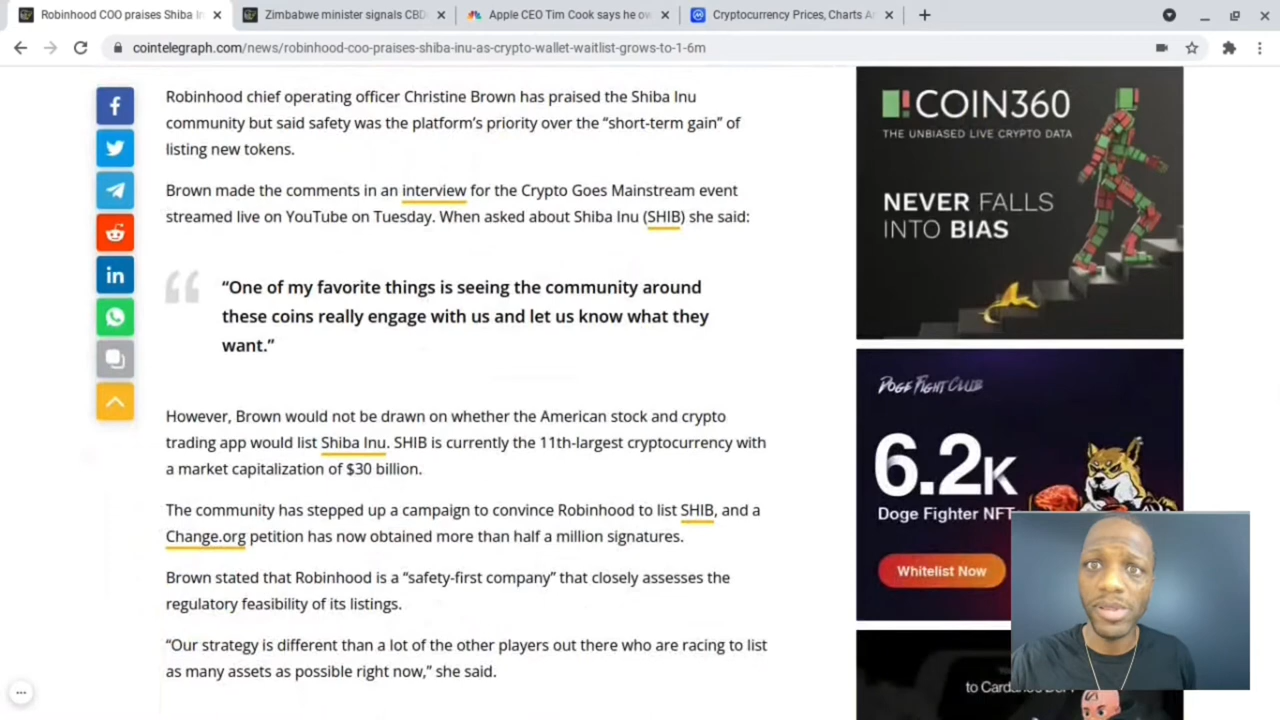 Robinhood COO praises Shiba In
Zimbabwe minister signals CBD
Apple CEO Tim Cook says he ow
Cryptocurrency Prices, Charts A
cointelegraph.com/news/robinhood-coo-praises-shiba-inu-as-crypto-wallet-waitlist-grows-to-1-6m
Robinhood chief operating officer Christine Brown has praised the Shiba Inu
community but said safety was the platform's priority over the “short-term gain” of
listing new tokens.
Brown made the comments in an interview for the Crypto Goes Mainstream event
streamed live on YouTube on Tuesday. When asked about Shiba Inu (SHIB) she said:
“One of my favorite things is seeing the community around
these coins really engage with us and let us know what they
want.”
However, Brown would not be drawn on whether the American stock and crypto
trading app would list Shiba Inu. SHIB is currently the 11th-largest cryptocurrency with
a market capitalization of $30 billion.
The community has stepped up a campaign to convince Robinhood to list SHIB, and a
Change.org petition has now obtained more than half a million signatures.
Brown stated that Robinhood is a “safety-first company” that closely assesses the
regulatory feasibility of its listings.
“Our strategy is different than a lot of the other players out there who are racing to list
as many assets as possible right now,” she said.
COIN360
THE UNBIASED LIVE CRYPTO DATA
NEVER FALLS
INTO BIAS
DOGE FIGHT CLUB
6.2K
Doge Fighter NFT
Whitelist Now
to Cardano